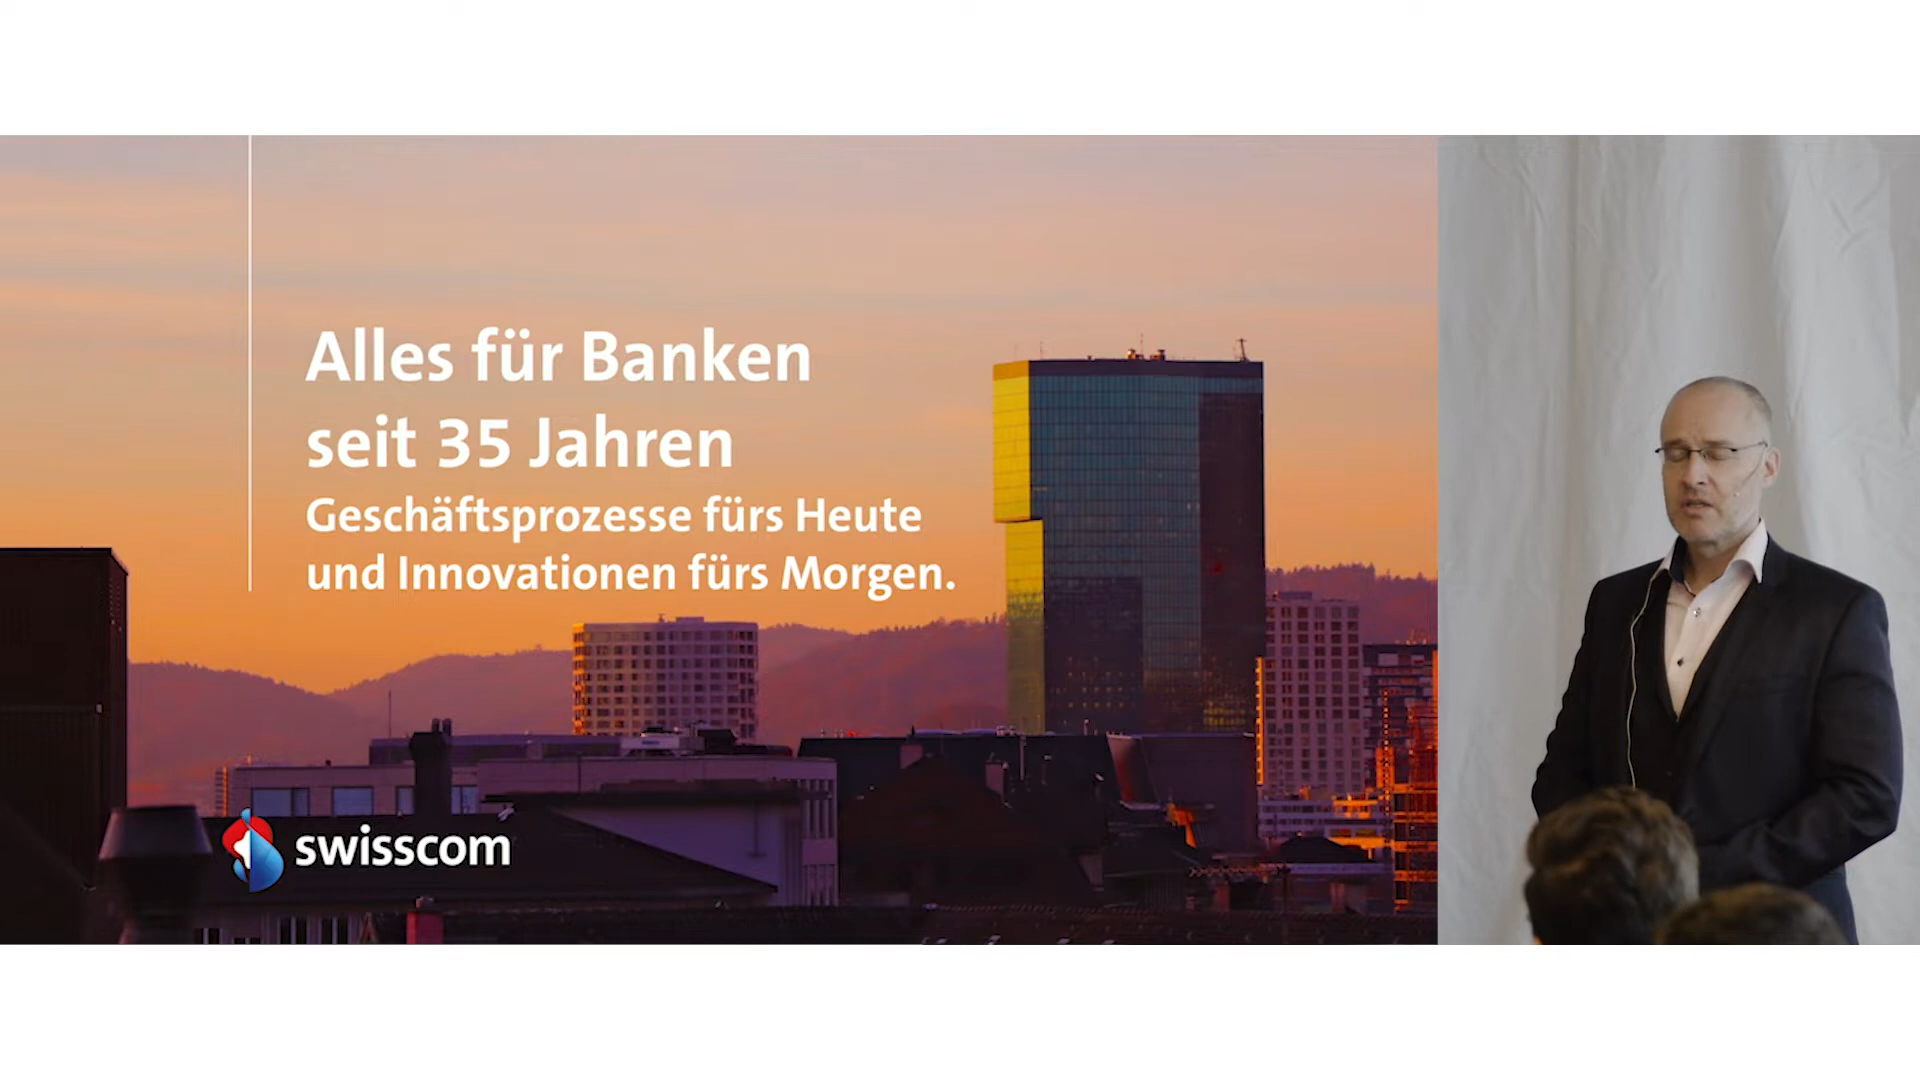 Alles für Banken
seit 35 Jahren
Geschäftsprozesse fürs Heute
und Innovationen fürs Morgen.
swisscom